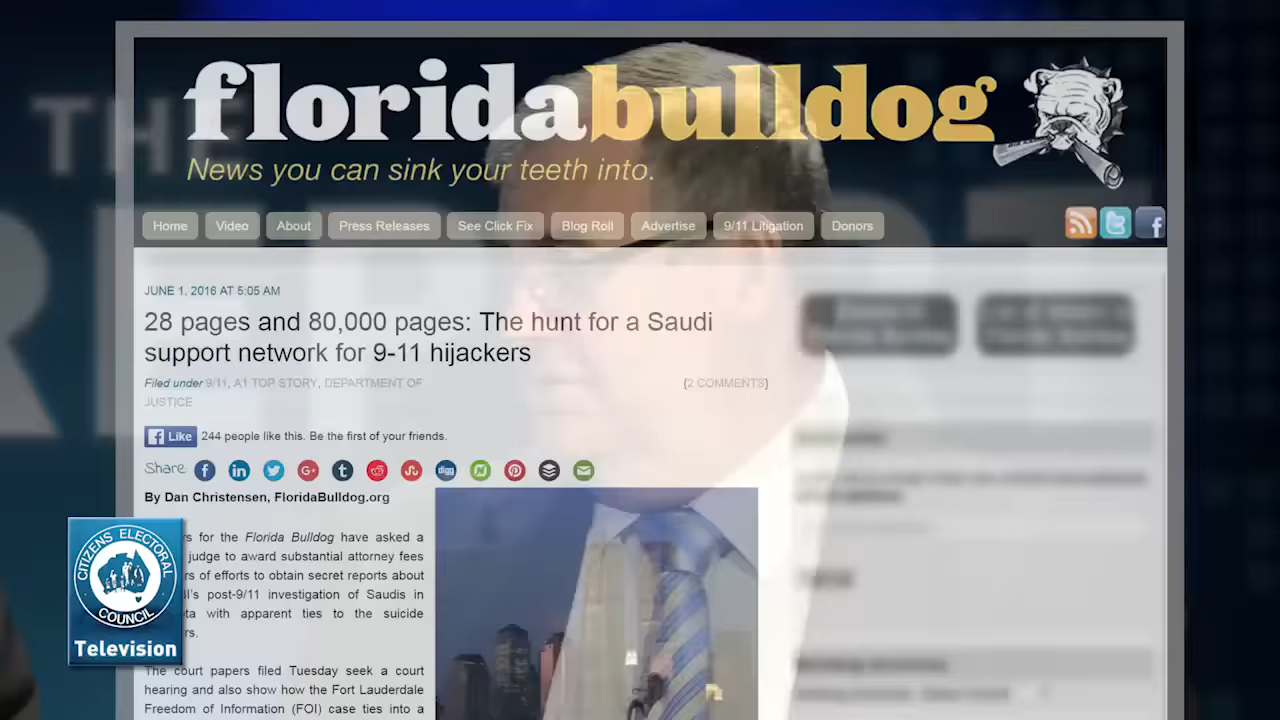 THE
floridabulldog
News you can sink your teeth into.
Home Video About Press Releases See Click Fix Blog Roll Advertise 9/11 Litigation Donors
JUNE 1, 2016 AT 5:05 AM
28 pages and 80,000 pages: The hunt for a Saudi
support network for 9-11 hijackers
Filed under 9/11, A1 TOP STORY, DEPARTMENT OF
JUSTICE
(2 COMMENTS)
Like 244 people like this. Be the first of your friends.
Share:
digg
By Dan Christensen, FloridaBulldog.org
for the Florida Bulldog have asked a
judge to award substantial attorney fees
of efforts to obtain secret reports about
post-9/11 investigation of Saudis in
with apparent ties to the suicide
The court papers filed Tuesday seek a court
hearing and also show how the Fort Lauderdale
Freedom of Information (FOI) case ties into a
CITIZENS ELECTORAL
COUNCIL
Television